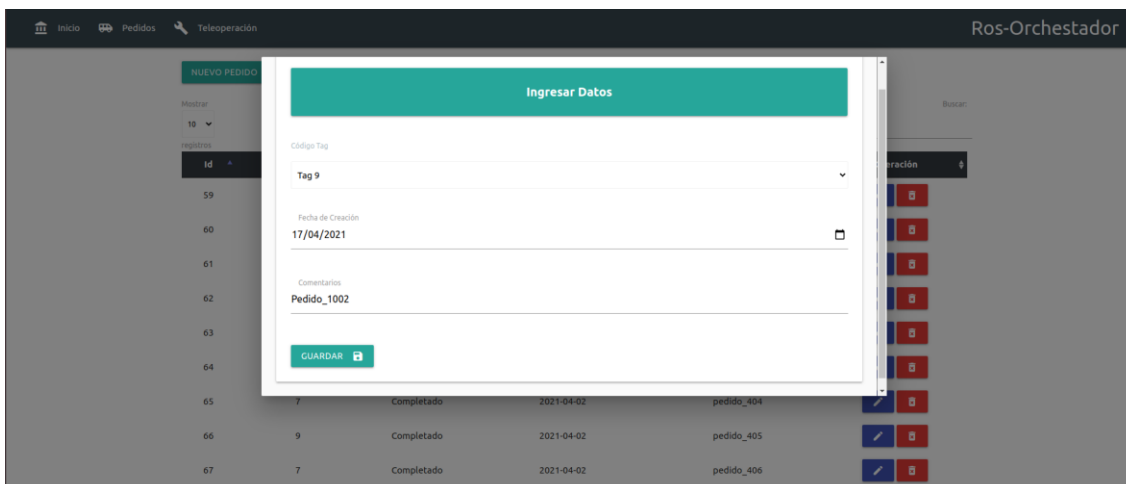 Inicio Pedidos Teleoperación Ros-Orchestador
NUEVO PEDIDO
Mostrar Buscar:
10
registros
Id eración
59
60
61
62
63
64
Ingresar Datos
Código Tag
Tag 9
Fecha de Creación
17/04/2021
Comentarios
Pedido_1002
GUARDAR
65 7 Completado 2021-04-02 pedido_404
66 9 Completado 2021-04-02 pedido_405
67 7 Completado 2021-04-02 pedido_406